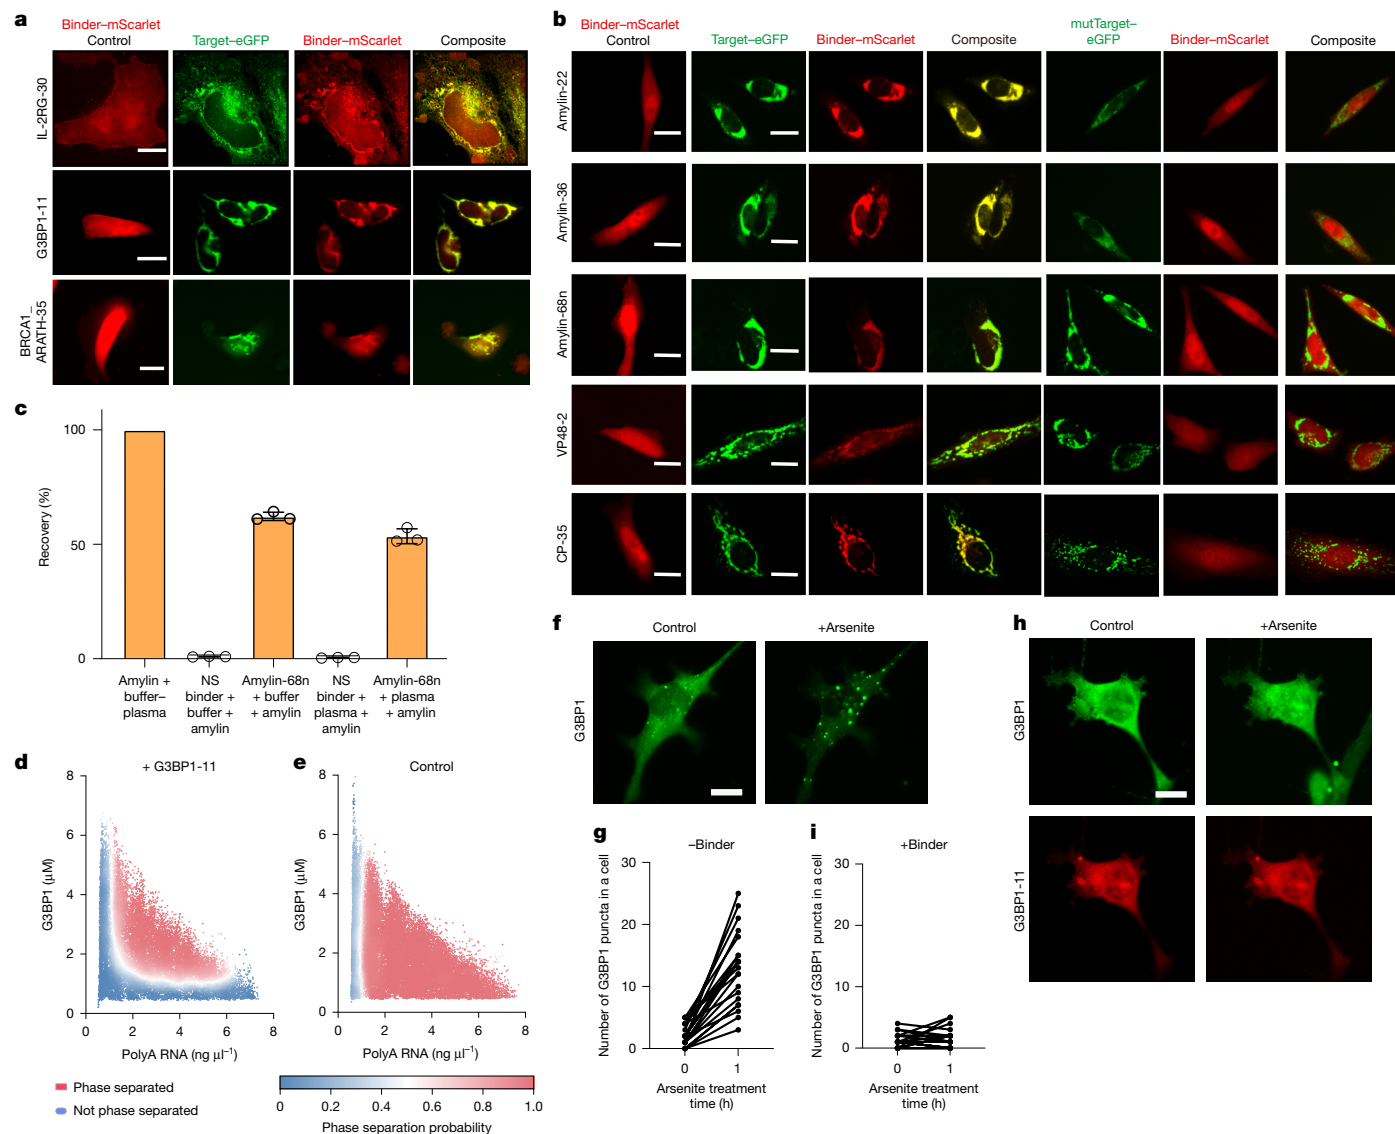 a
Binder–mScarlet
Control
Target–eGFP
Binder–mScarlet
Composite
IL-2RG-30
G3BP1-11
BRCA1_
ARATH-35
b
Binder–mScarlet
Control
Target–eGFP
Binder–mScarlet
Composite
mutTarget–
eGFP
Binder–mScarlet
Composite
Amylin-22
Amylin-36
Amylin-68n
VP48-2
CP-35
c
Recovery (%)
100
50
0
Amylin +
buffer–
plasma
NS
binder +
buffer +
amylin
Amylin-68n
+ buffer
+ amylin
NS
binder +
plasma +
amylin
Amylin-68n
+ plasma
+ amylin
d
+ G3BP1-11
G3BP1 (μM)
8
6
4
2
0
0 2 4 6 8
PolyA RNA (ng μl⁻¹)
e
Control
G3BP1 (μM)
8
6
4
2
0
0 2 4 6 8
PolyA RNA (ng μl⁻¹)
Phase separated
Not phase separated
0 0.2 0.4 0.6 0.8 1.0
Phase separation probability
f
Control
+Arsenite
G3BP1
g
–Binder
Number of G3BP1 puncta in a cell
30
20
10
0
0 1
Arsenite treatment
time (h)
i
+Binder
Number of G3BP1 puncta in a cell
30
20
10
0
0 1
Arsenite treatment
time (h)
h
Control
+Arsenite
G3BP1
G3BP1-11